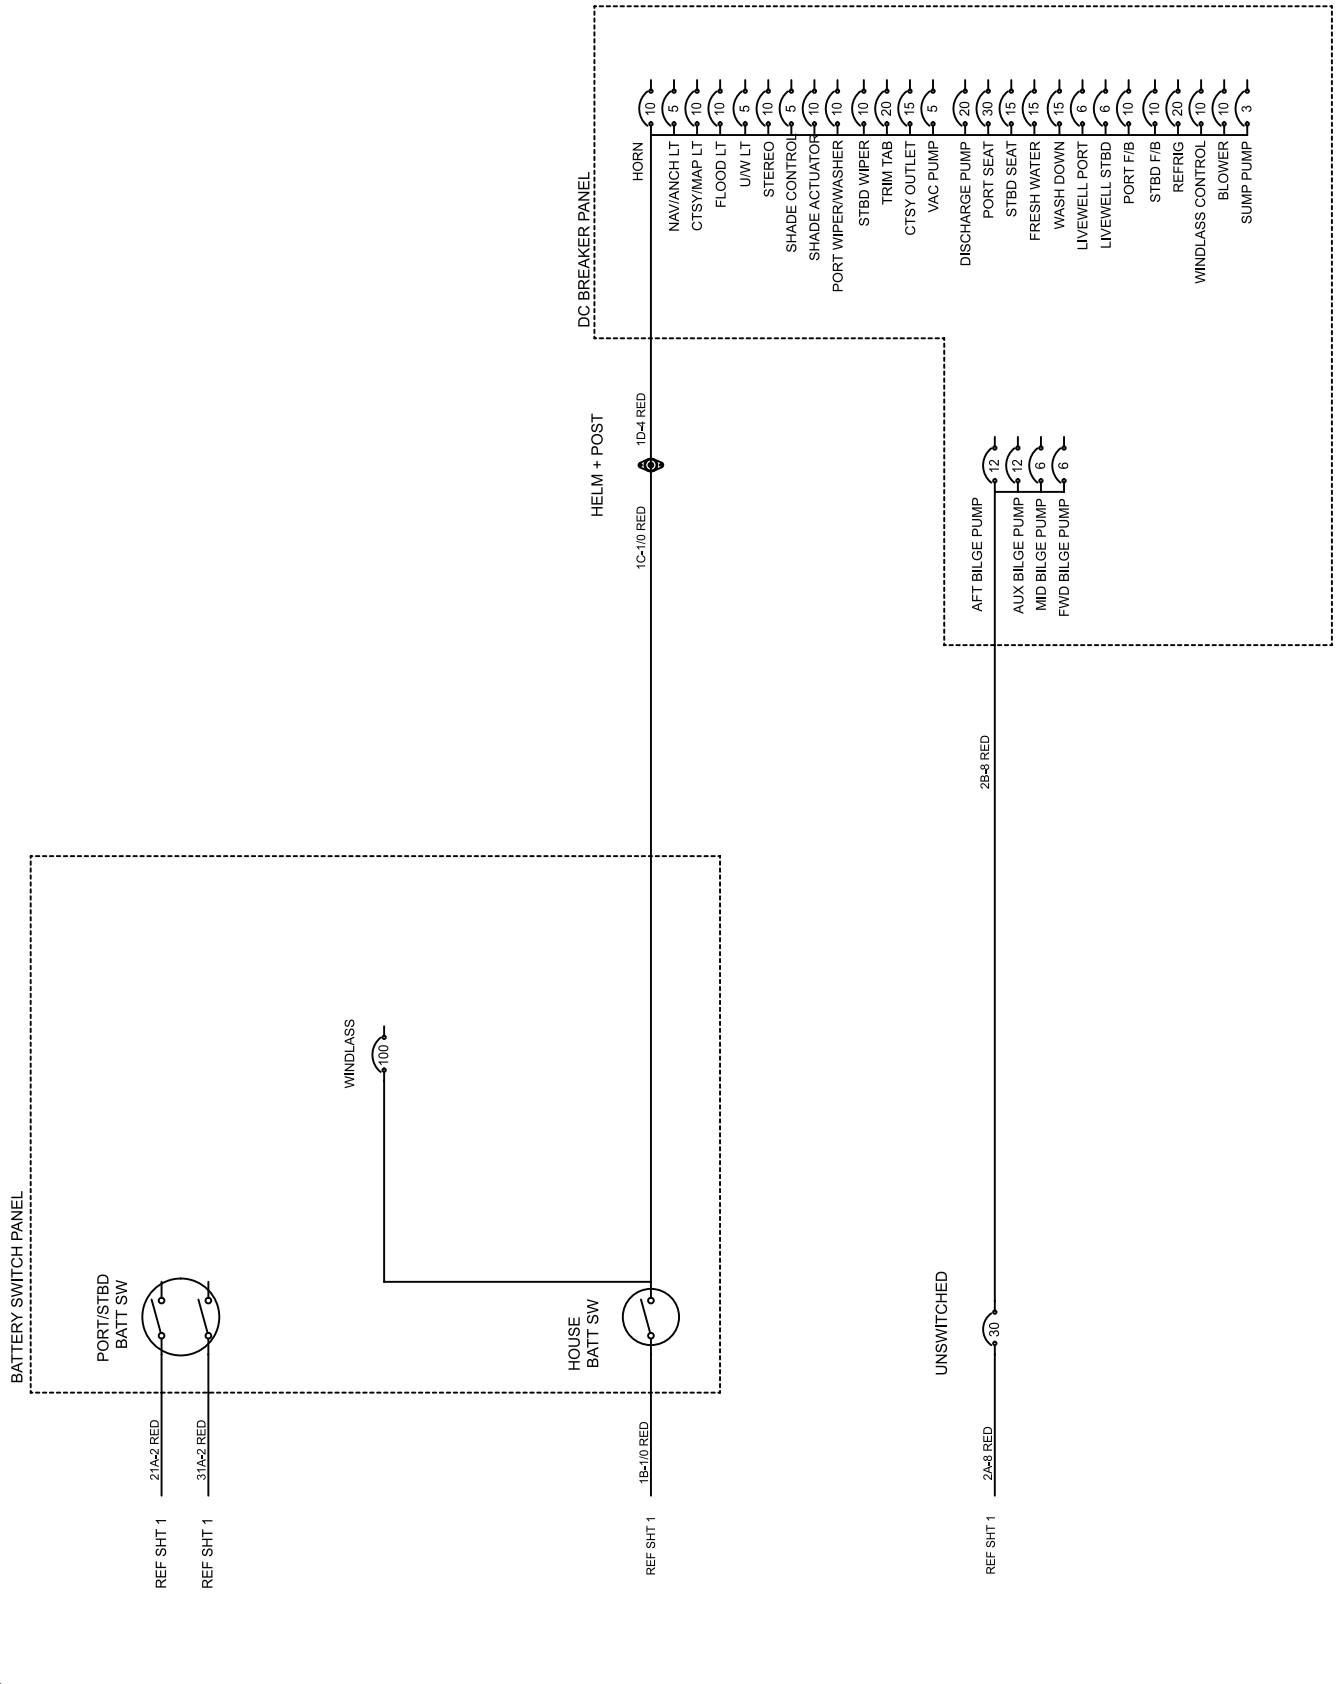 BATTERY SWITCH PANEL
REF SHT 1
21A-2 RED
PORT/STBD
BATT SW
REF SHT 1
31A-2 RED
WINDLASS
100
REF SHT 1
1B-1/0 RED
HOUSE
BATT SW
1C-1/0 RED
HELM + POST
1D-4 RED
DC BREAKER PANEL
HORN
10
NAV/ANCH LT
5
CTSY/MAP LT
10
FLOOD LT
10
U/W LT
5
STEREO
10
SHADE CONTROL
5
SHADE ACTUATOR
10
PORT WIPER/WASHER
10
STBD WIPER
10
TRIM TAB
20
CTSY OUTLET
15
VAC PUMP
5
DISCHARGE PUMP
20
PORT SEAT
30
STBD SEAT
15
FRESH WATER
15
WASH DOWN
15
LIVEWELL PORT
6
LIVEWELL STBD
6
PORT F/B
10
STBD F/B
10
REFRIG
20
WINDLASS CONTROL
10
BLOWER
10
SUMP PUMP
3
REF SHT 1
2A-8 RED
UNSWITCHED
30
2B-8 RED
AFT BILGE PUMP
12
AUX BILGE PUMP
12
MID BILGE PUMP
6
FWD BILGE PUMP
6